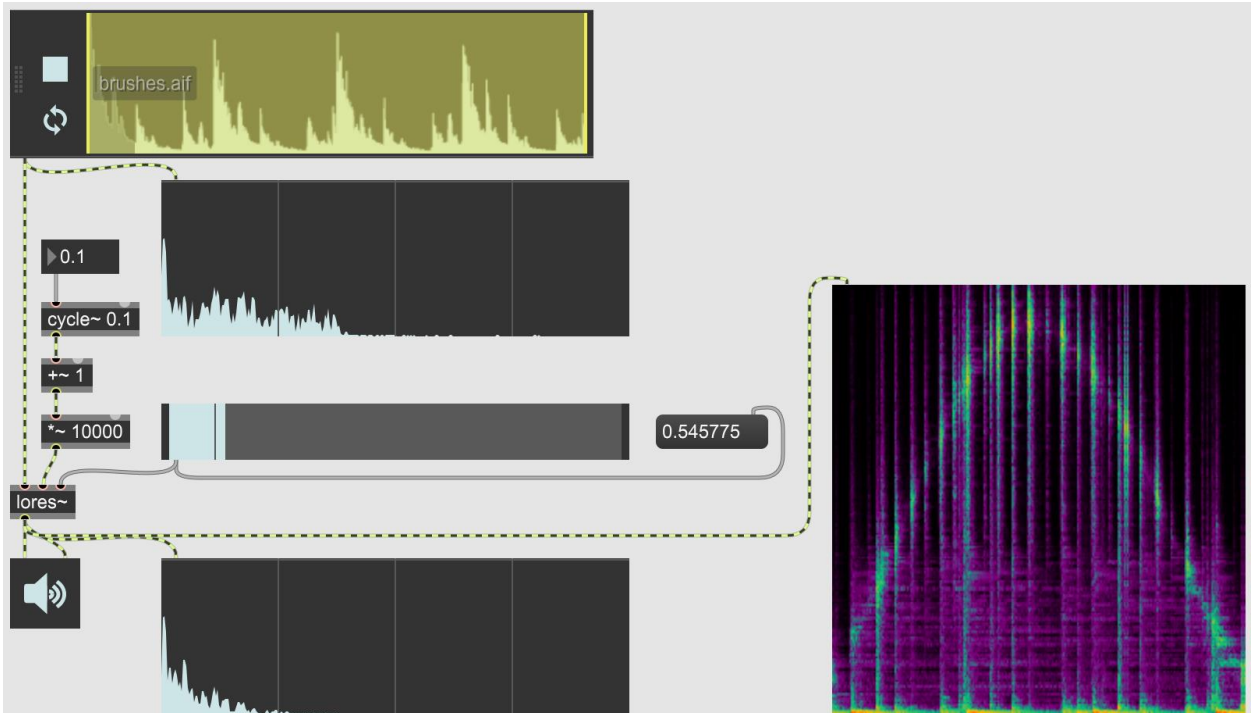 brushes.aif
0.1
cycle~ 0.1
+~ 1
*~ 10000
0.545775
lores~